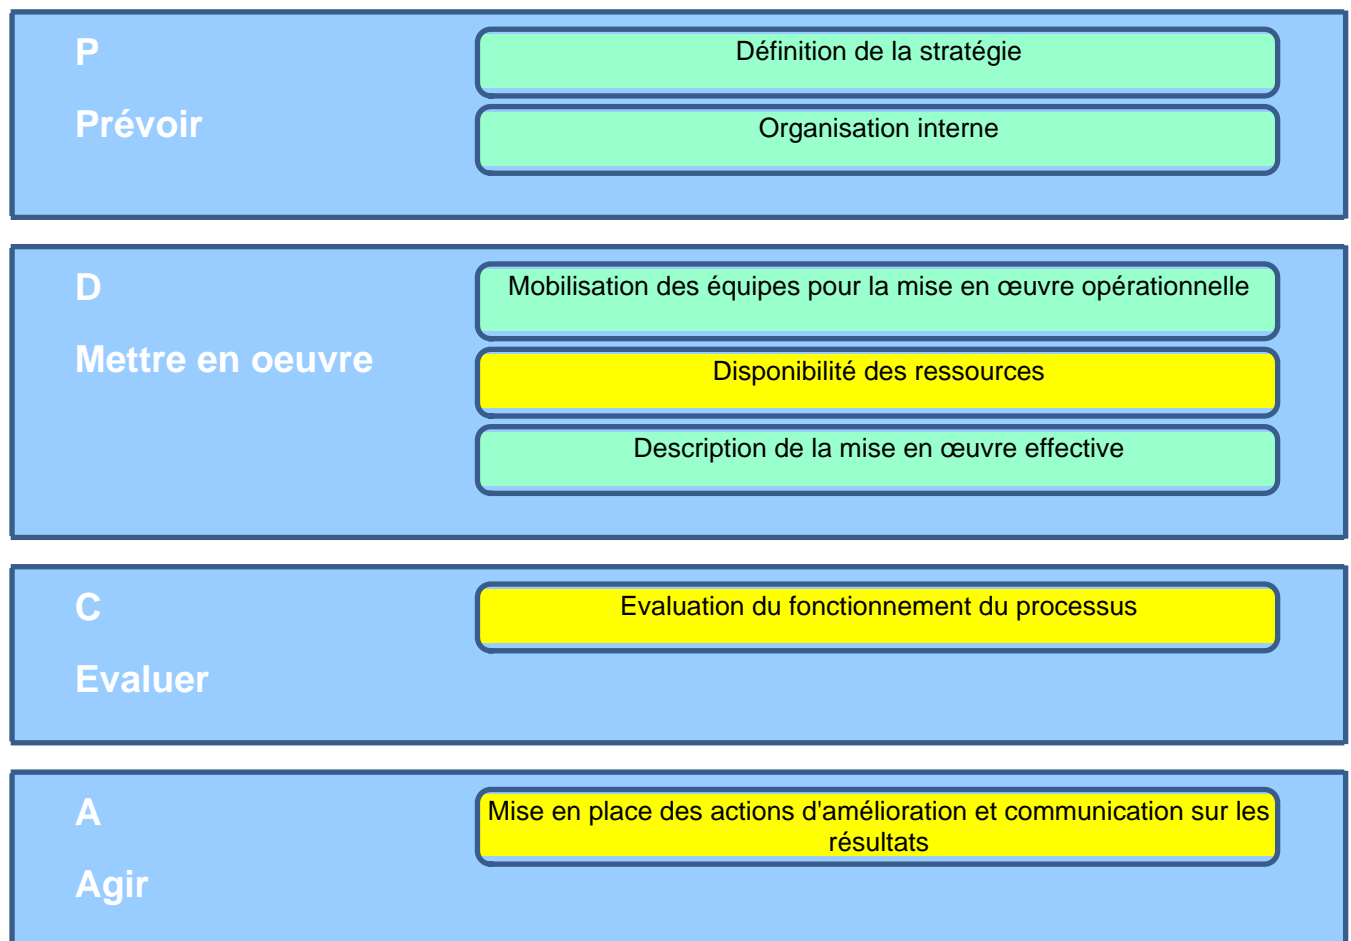 P
Prévoir
Définition de la stratégie
Organisation interne
D
Mettre en oeuvre
Mobilisation des équipes pour la mise en œuvre opérationnelle
Disponibilité des ressources
Description de la mise en œuvre effective
C
Evaluer
Evaluation du fonctionnement du processus
A
Agir
Mise en place des actions d'amélioration et communication sur les
résultats